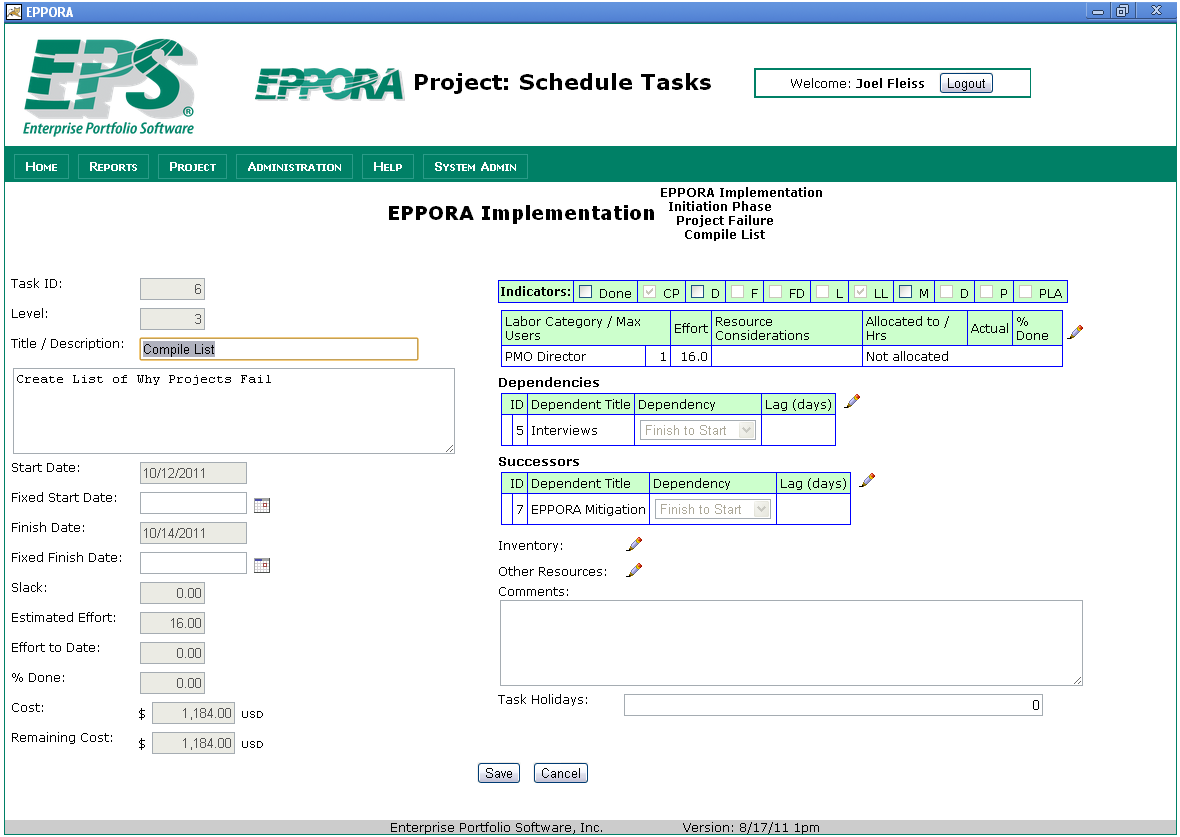 EPPORA
EPS®
Enterprise Portfolio Software
EPPORA Project: Schedule Tasks
Welcome: Joel Fleiss Logout
Home Reports Project Administration Help System Admin
EPPORA Implementation
EPPORA Implementation
Initiation Phase
Project Failure
Compile List
Task ID: 6
Level: 3
Title / Description: Compile List
Create List of Why Projects Fail
Start Date: 10/12/2011
Fixed Start Date:
Finish Date: 10/14/2011
Fixed Finish Date:
Slack: 0.00
Estimated Effort: 16.00
Effort to Date: 0.00
% Done: 0.00
Cost: $ 1,184.00 USD
Remaining Cost: $ 1,184.00 USD
Indicators: Done CP D F FD L LL M D P PLA
Labor Category / Max Users Effort Resource Considerations Allocated to / Hrs Actual % Done
PMO Director 1 16.0 Not allocated
Dependencies
ID Dependent Title Dependency Lag (days)
5 Interviews Finish to Start
Successors
ID Dependent Title Dependency Lag (days)
7 EPPORA Mitigation Finish to Start
Inventory:
Other Resources:
Comments:
Task Holidays: 0
Save Cancel
Enterprise Portfolio Software, Inc. Version: 8/17/11 1pm